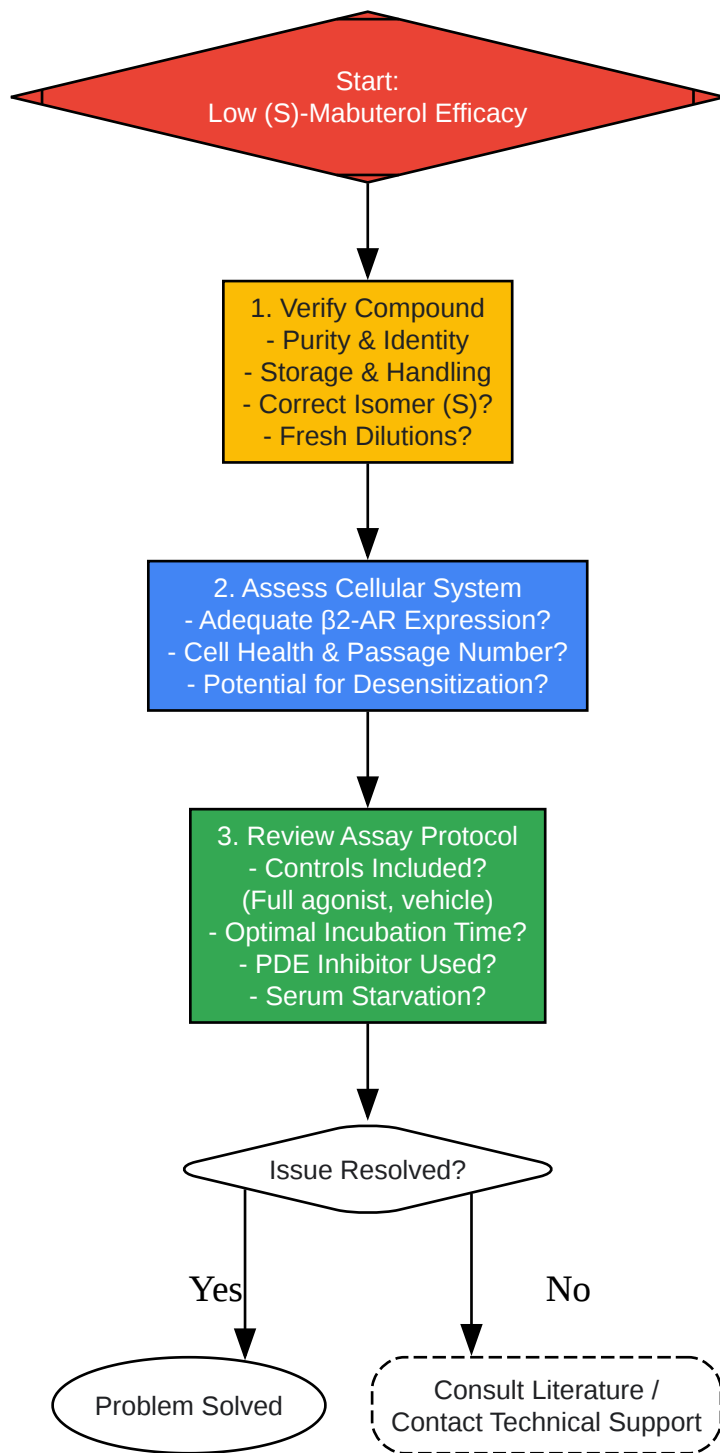 Start:
Low (S)-Mabuterol Efficacy
1. Verify Compound
- Purity & Identity
- Storage & Handling
- Correct Isomer (S)?
- Fresh Dilutions?
2. Assess Cellular System
- Adequate β2-AR Expression?
- Cell Health & Passage Number?
- Potential for Desensitization?
3. Review Assay Protocol
- Controls Included?
(Full agonist, vehicle)
- Optimal Incubation Time?
- PDE Inhibitor Used?
- Serum Starvation?
Issue Resolved?
Yes
No
Problem Solved
Consult Literature /
Contact Technical Support